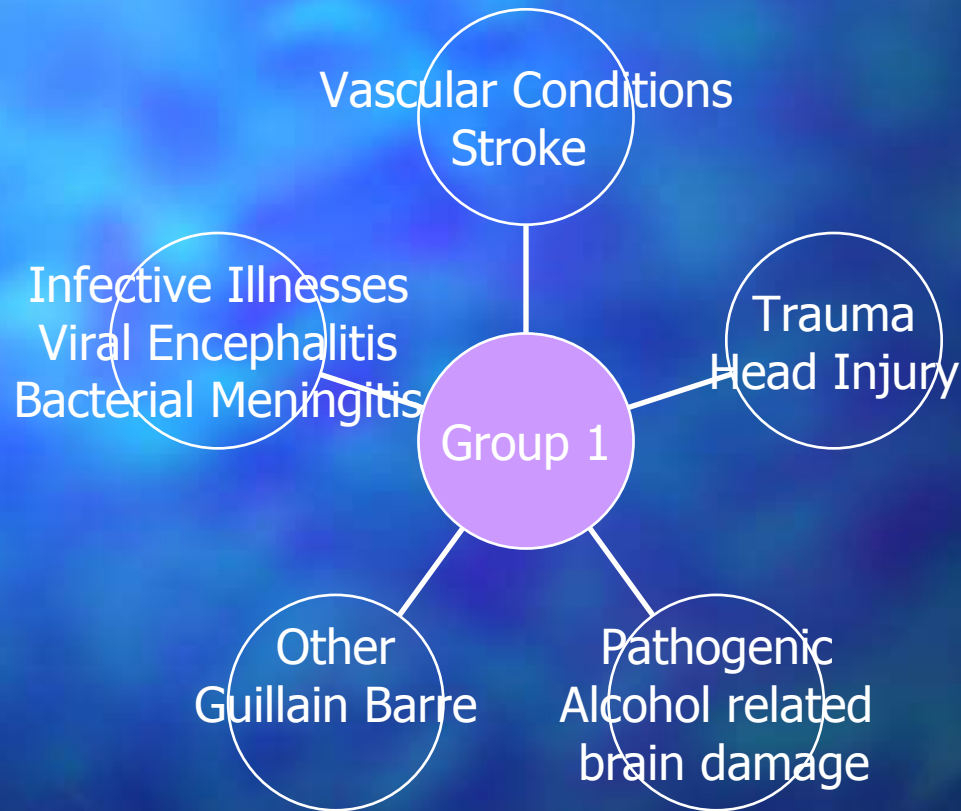 Vascular Conditions
Stroke
Infective Illnesses
Viral Encephalitis
Bacterial Meningitis
Trauma
Head Injury
Group 1
Other
Guillain Barre
Pathogenic
Alcohol related
brain damage